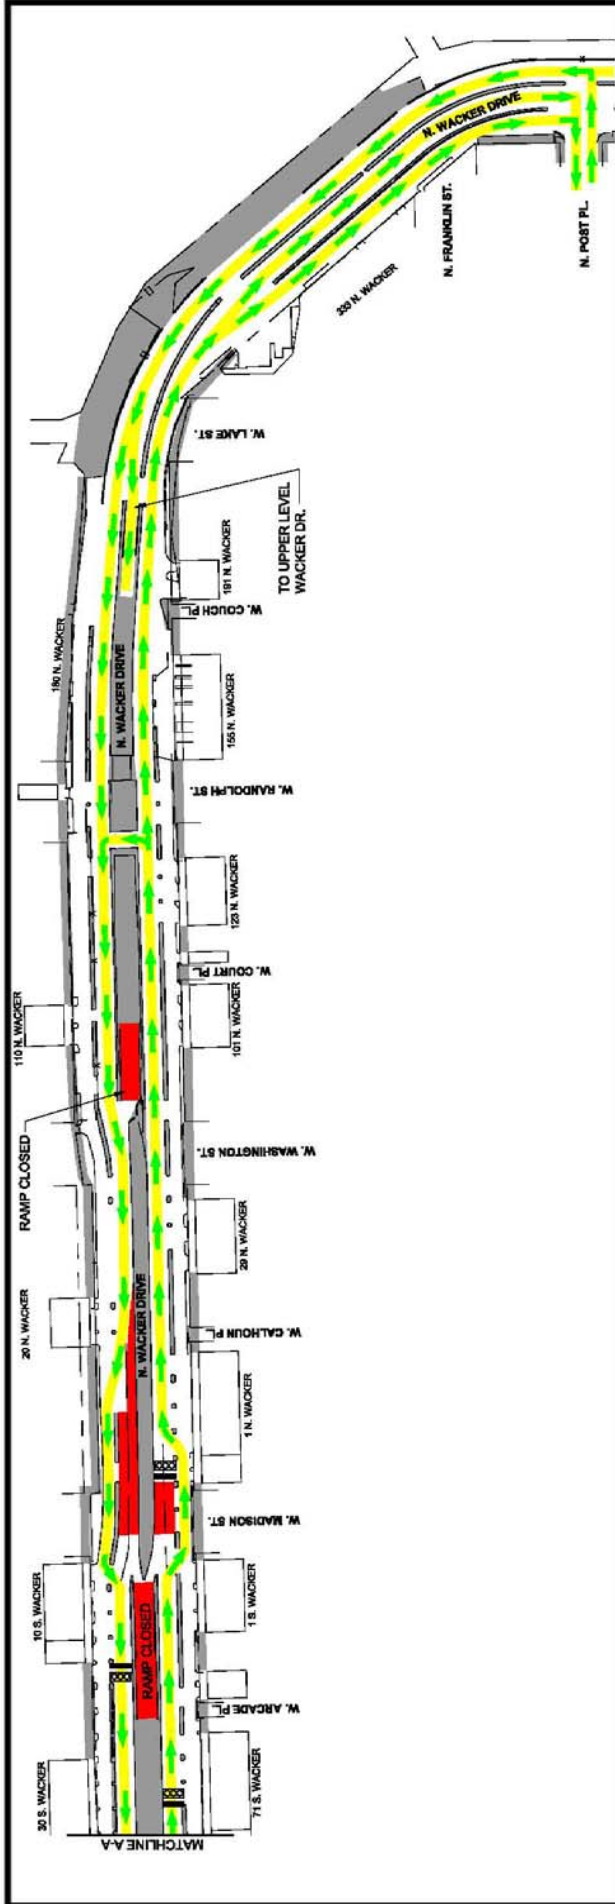 N. WACKER DRIVE
N. FRANKLIN ST.
N. POST PL.
333 N. WACKER
W. LAKE ST.
TO UPPER LEVEL
WACKER DR.
191 N. WACKER
W. COUCH PL.
180 N. WACKER
N. WACKER DRIVE
155 N. WACKER
W. RANDOLPH ST.
123 N. WACKER
W. COURT PL.
110 N. WACKER
101 N. WACKER
RAMP CLOSED
W. WASHINGTON ST.
29 N. WACKER
20 N. WACKER
N. WACKER DRIVE
W. CALHOUN PL.
1 N. WACKER
W. MADISON ST.
10 S. WACKER
1 S. WACKER
RAMP CLOSED
W. ARCADE PL.
30 S. WACKER
71 S. WACKER
MATCHLINE A-A